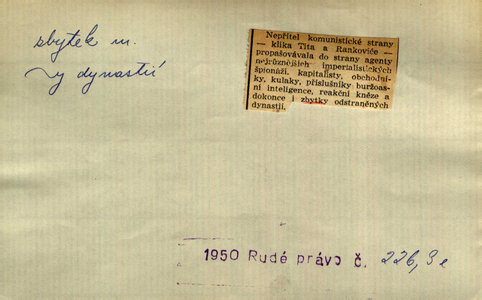 zbytek m.
y dynastií
Nepřítel komunistické strany
— klika Tita a Rankoviće —
propašovávala do strany agenty
nejrůznějších imperialistických
špionáží, kapitalisty, obchodní-
ky, kulaky, příslušníky buržoas-
ní inteligence, reakční kněze a
dokonce i zbytky odstraněných
dynastií.
1950 Rudé právo č. 226, 3 e